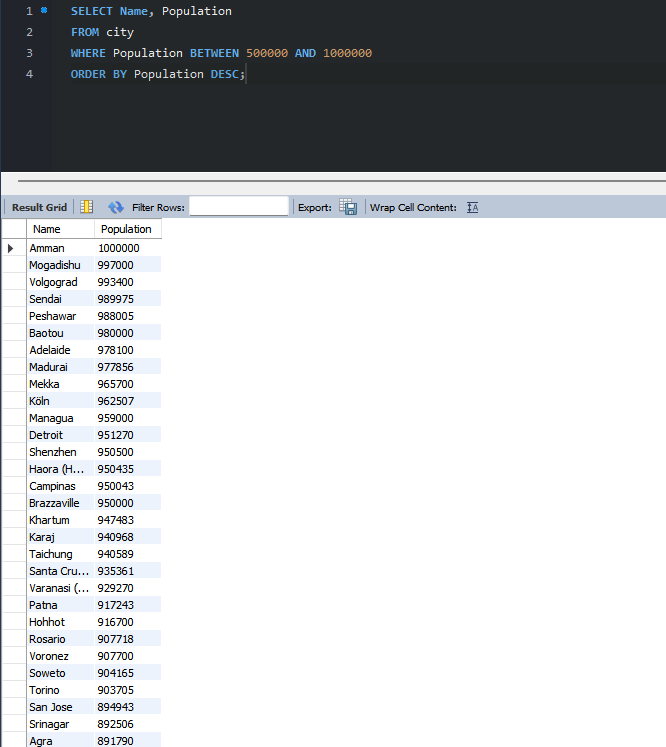 1 SELECT Name, Population
2 FROM city
3 WHERE Population BETWEEN 500000 AND 1000000
4 ORDER BY Population DESC;
Result Grid Filter Rows: Export: Wrap Cell Content: IA
Name Population
Amman 1000000
Mogadishu 997000
Volgograd 993400
Sendai 989975
Peshawar 988005
Baotou 980000
Adelaide 978100
Madurai 977856
Mekka 965700
Köln 962507
Managua 959000
Detroit 951270
Shenzhen 950500
Haora (H... 950435
Campinas 950043
Brazzaville 950000
Khartum 947483
Karaj 940968
Taichung 940589
Santa Cru... 935361
Varanasi (... 929270
Patna 917243
Hohhot 916700
Rosario 907718
Voronez 907700
Soweto 904165
Torino 903705
San Jose 894943
Srinagar 892506
Agra 891790